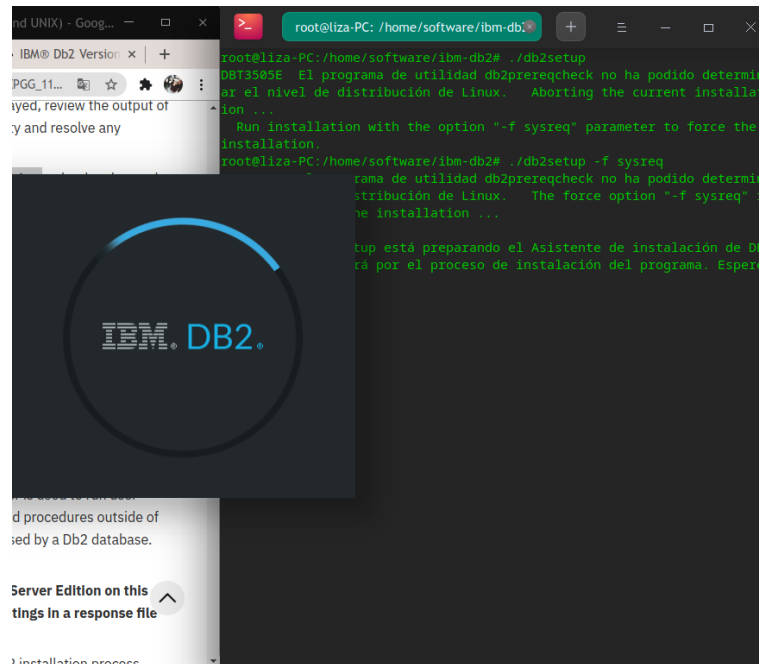 nd UNIX) - Goog...
IBM® Db2 Version
PGG_11...
ayed, review the output of
ty and resolve any
IBM® DB2®
d procedures outside of
sed by a Db2 database.
Server Edition on this
tings in a response file
2 installation process
root@liza-PC: /home/software/ibm-db2
root@liza-PC:/home/software/ibm-db2# ./db2setup
DBT3505E El programa de utilidad db2prereqcheck no ha podido determin
ar el nivel de distribución de Linux. Aborting the current installat
ion ...
Run installation with the option "-f sysreq" parameter to force the
installation.
root@liza-PC:/home/software/ibm-db2# ./db2setup -f sysreq
rama de utilidad db2prereqcheck no ha podido determin
stribución de Linux. The force option "-f sysreq"
he installation ...
tup está preparando el Asistente de instalación de DB
rá por el proceso de instalación del programa. Espere